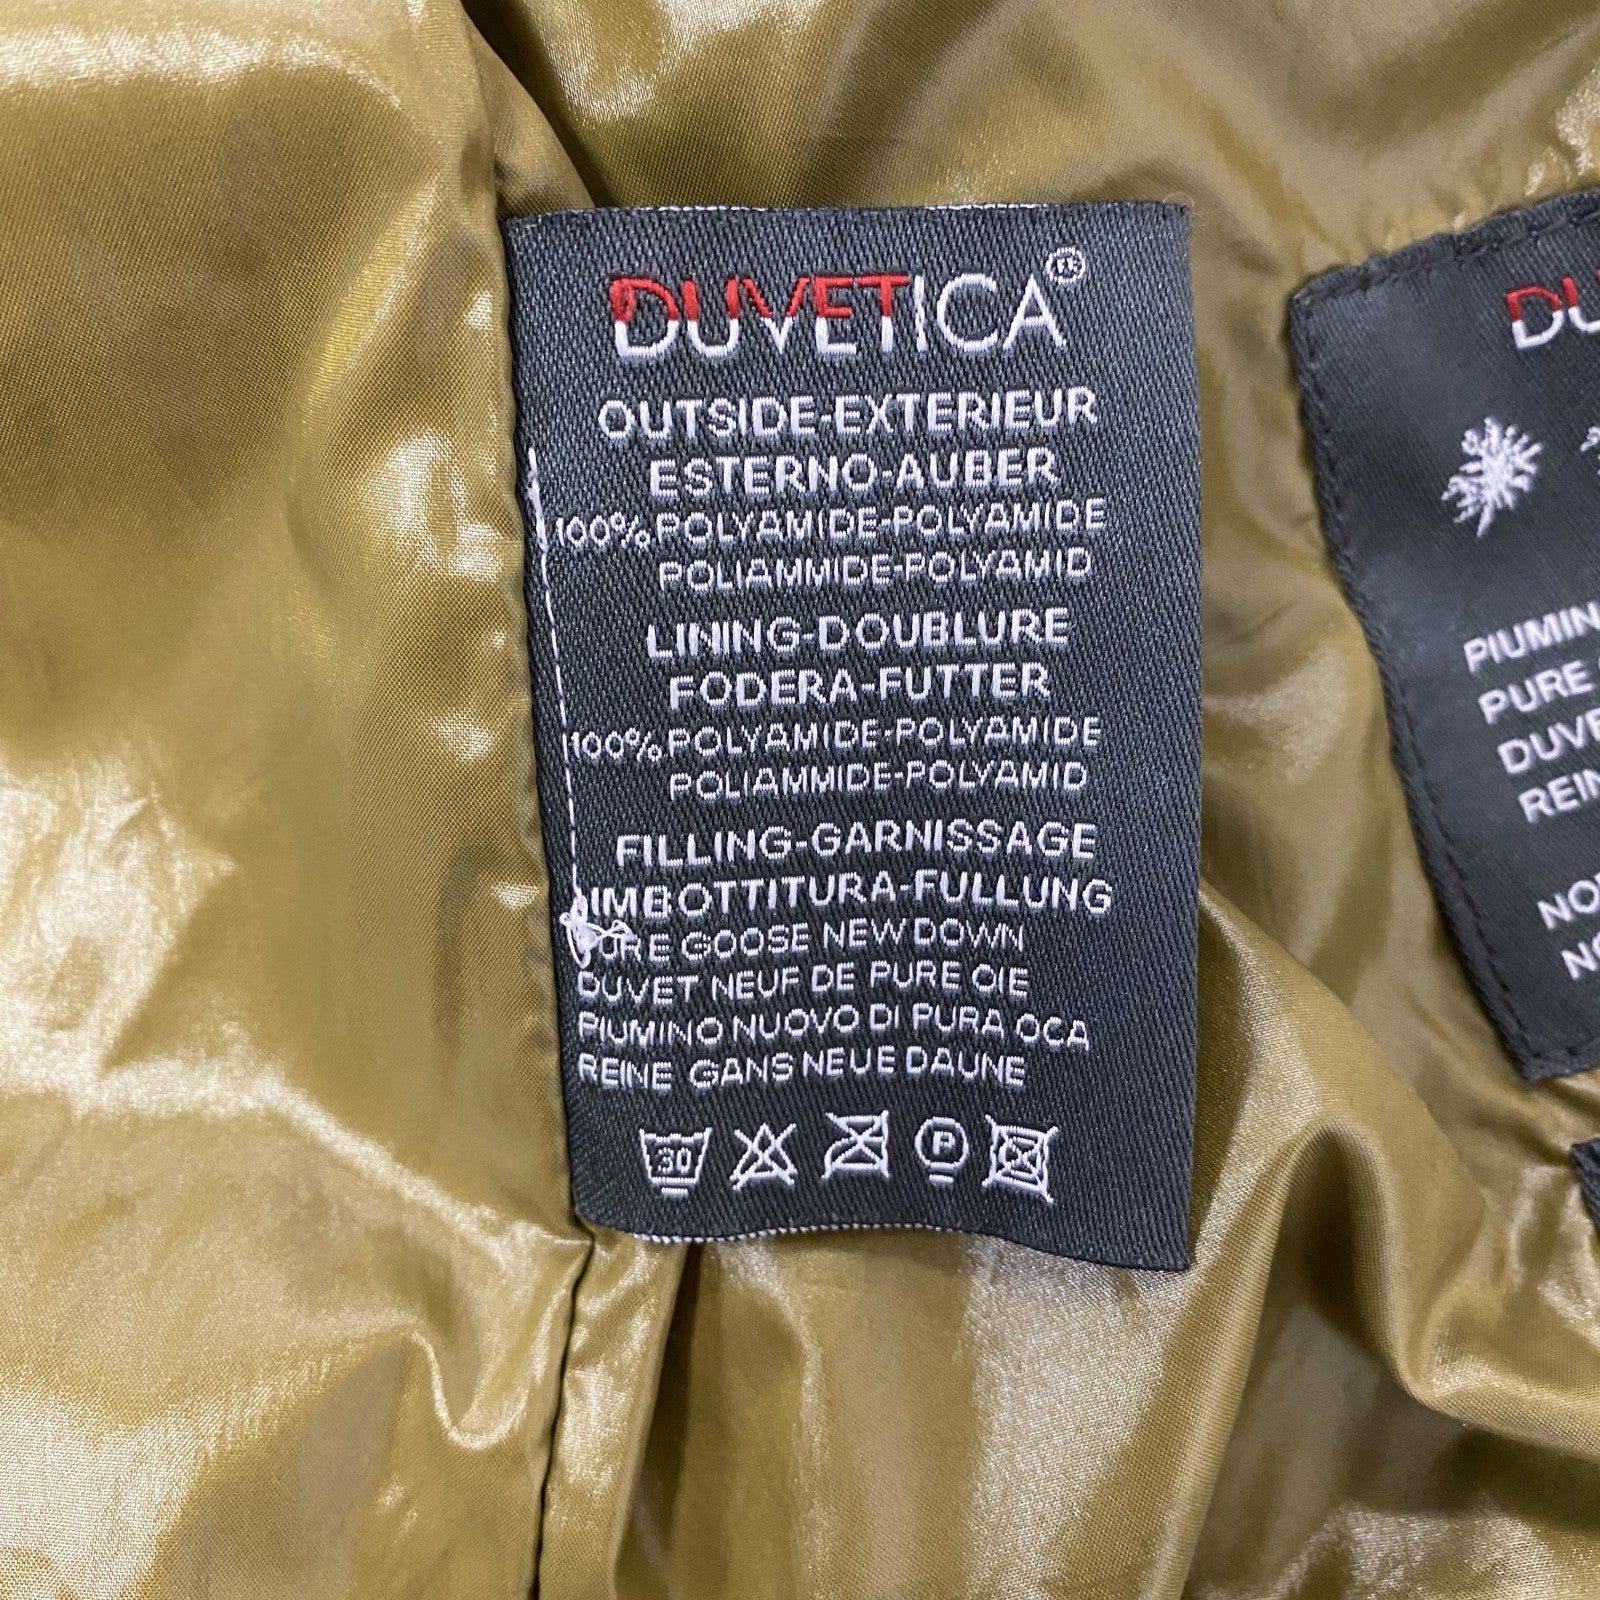 DUVETICA®
OUTSIDE-EXTERIEUR
ESTERNO-AUBER
100% POLYAMIDE-POLYAMIDE
POLIAMMIDE-POLYAMID
LINING-DOUBLURE
FODERA-FUTTER
100% POLYAMIDE-POLYAMIDE
POLIAMMIDE-POLYAMID
FILLING-GARNISSAGE
IMBOTTITURA-FULLUNG
PURE GOOSE NEW DOWN
DUVET NEUF DE PURE OIE
PIUMINO NUOVO DI PURA OCA
REINE GANS NEUE DAUNE
30
P
DU
PIUMIN
PURE
DUVE
REIN
NO